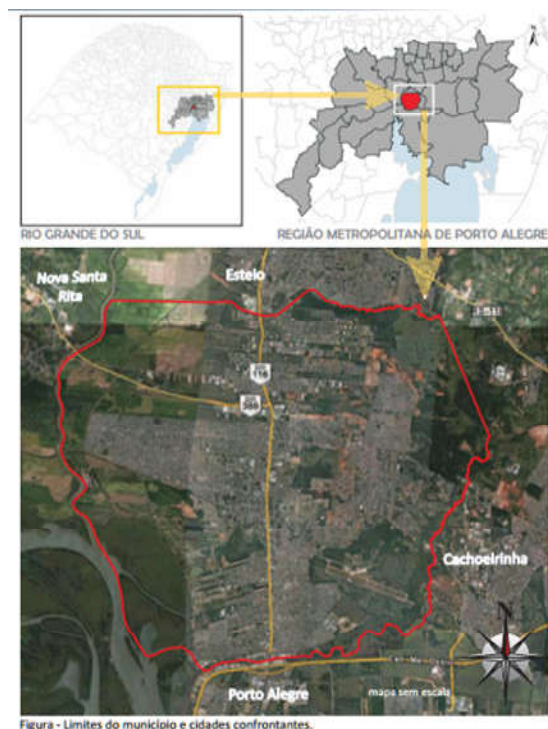 RIO GRANDE DO SUL
REGIÃO METROPOLITANA DE PORTO ALEGRE
Nova Santa
Rita
Esteio
116
386
Cachoeirinha
N
Porto Alegre
mapa sem escala
Figura - Limites do município e cidades confrontantes.